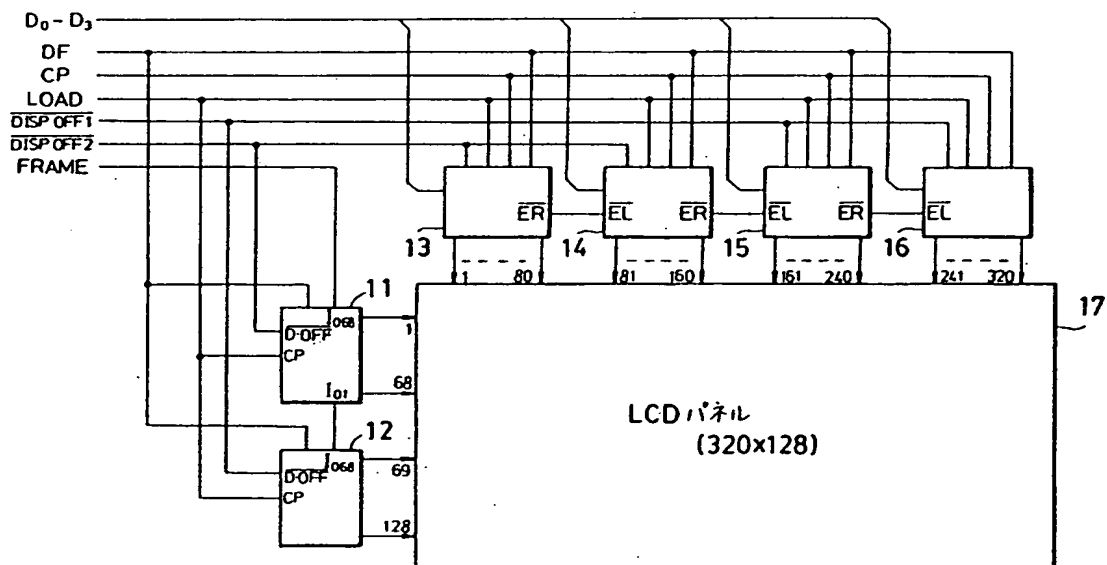 D₀-D₃
DF
CP
LOAD
DISP OFF1
DISP OFF2
FRAME
ER
EL
ER
EL
ER
EL
13
14
15
16
1
80
81
160
161
240
241
320
11
17
I₀₆₈
D-OFF
CP
I₀₁
1
68
LCDパネル
(320x128)
12
I₀₆₈
D-OFF
CP
69
128